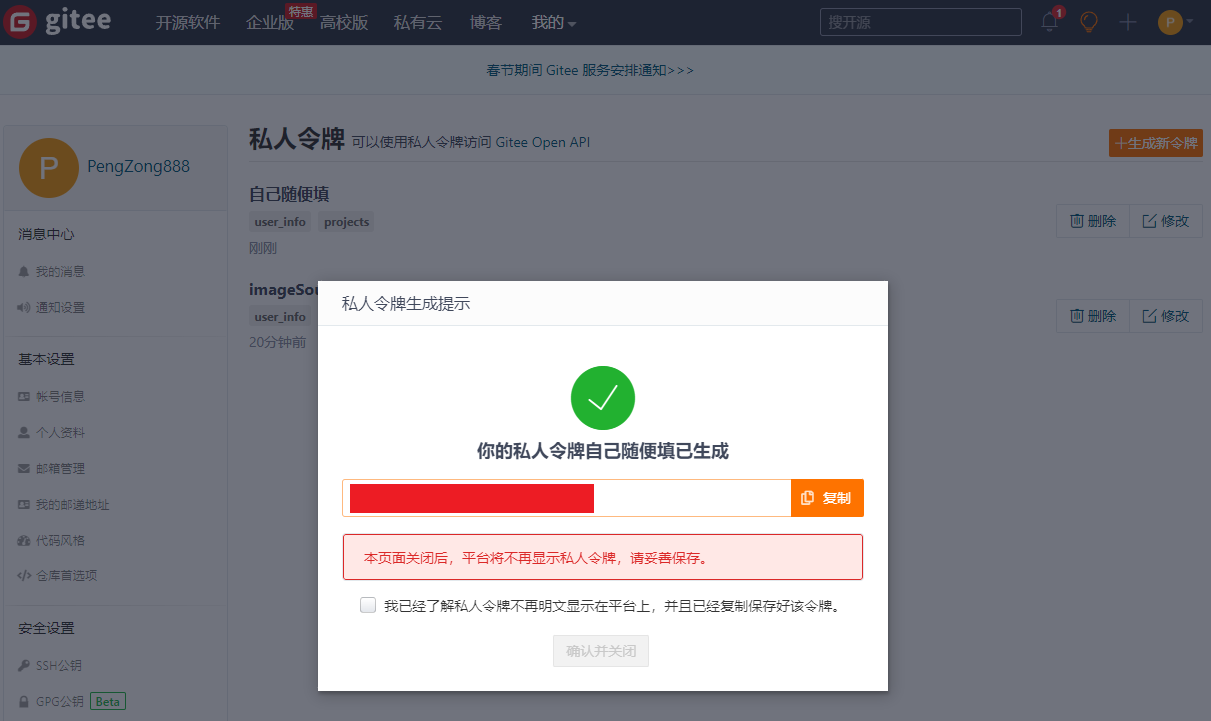 gitee 开源软件 企业版 特惠 高校版 私有云 博客 我的 搜开源 1 P
春节期间 Gitee 服务安排通知>>>
P PengZong888
消息中心
我的消息
通知设置
基本设置
帐号信息
个人资料
邮箱管理
我的邮递地址
代码风格
仓库首选项
安全设置
SSH公钥
GPG公钥 Beta
私人令牌 可以使用私人令牌访问 Gitee Open API
+生成新令牌
自己随便填
user_info projects
刚刚
删除 修改
imageSou
user_info
20分钟前
删除 修改
私人令牌生成提示
你的私人令牌自己随便填已生成
复制
本页面关闭后，平台将不再显示私人令牌，请妥善保存。
我已经了解私人令牌不再明文显示在平台上，并且已经复制保存好该令牌。
确认并关闭